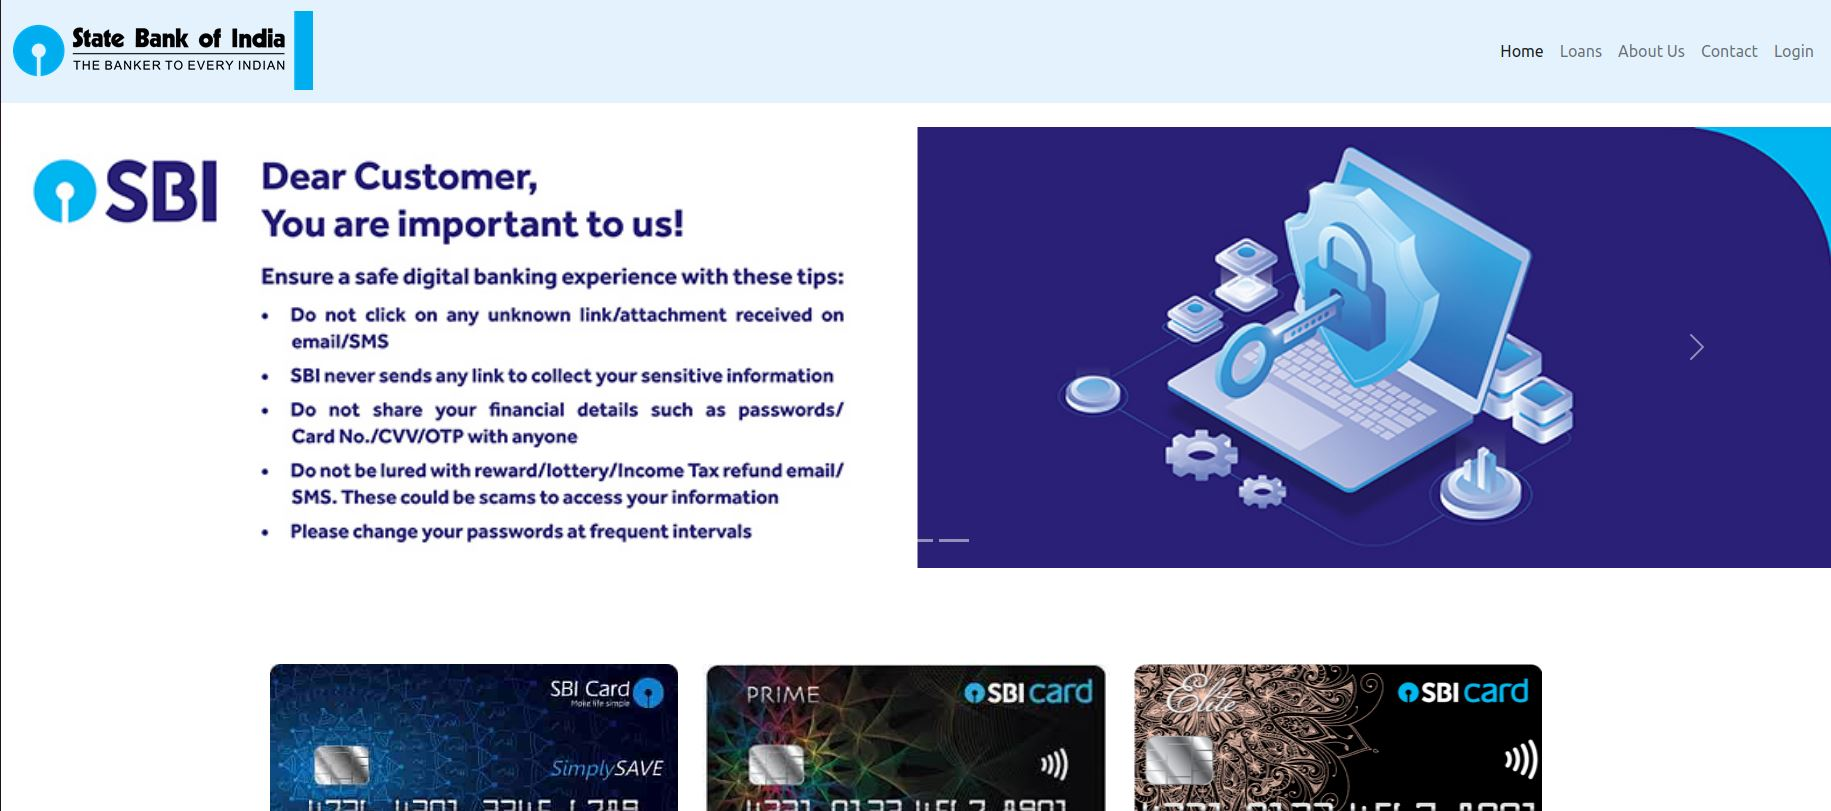 State Bank of India
THE BANKER TO EVERY INDIAN
Home Loans About Us Contact Login
SBI
Dear Customer,
You are important to us!
Ensure a safe digital banking experience with these tips:
• Do not click on any unknown link/attachment received on
email/SMS
• SBI never sends any link to collect your sensitive information
• Do not share your financial details such as passwords/
Card No./CVV/OTP with anyone
• Do not be lured with reward/lottery/Income Tax refund email/
SMS. These could be scams to access your information
• Please change your passwords at frequent intervals
SBI Card
Make life simple
SimplySAVE
PRIME
SBI card
Elite
SBI card